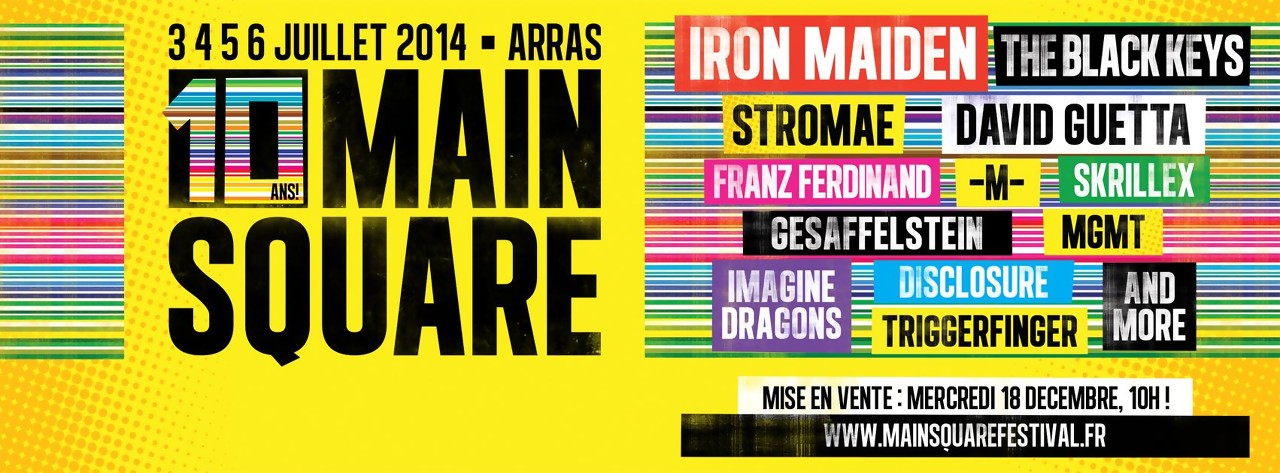 3 4 5 6 JUILLET 2014 ▪ ARRAS
10 ANS! MAIN
SQUARE
IRON MAIDEN THE BLACK KEYS
STROMAE DAVID GUETTA
FRANZ FERDINAND -M- SKRILLEX
GESAFFELSTEIN MGMT
IMAGINE DRAGONS
DISCLOSURE
TRIGGERFINGER
AND MORE
MISE EN VENTE : MERCREDI 18 DECEMBRE, 10H !
WWW.MAINSQUAREFESTIVAL.FR